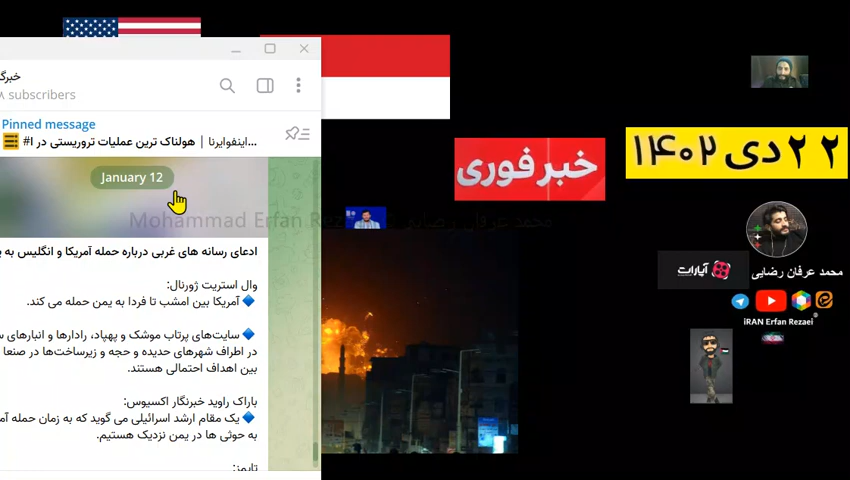 خبرگ
subscribers
Pinned message
#اینفوایرنا | هولناک ترین عملیات تروریستی در ا...
January 12
Mohammad Erfan Rezaei محمد عرفان رضایی
ادعای رسانه های غربی درباره حمله آمریکا و انگلیس به
وال استریت ژورنال:
آمریکا بین امشب تا فردا به یمن حمله می کند.
سایت‌های پرتاب موشک و پهپاد، رادارها و انبارهای
در اطراف شهرهای حدیده و حجه و زیرساخت‌ها در صنعا
بین اهداف احتمالی هستند.
باراک راوید خبرنگار اکسیوس:
یک مقام ارشد اسرائیلی می گوید که به زمان حمله
به حوثی ها در یمن نزدیک هستیم.
تایمز:
خبر فوری
۲۲ دی ۱۴۰۲
آپارات
محمد عرفان رضایی
iRAN Erfan Rezaei